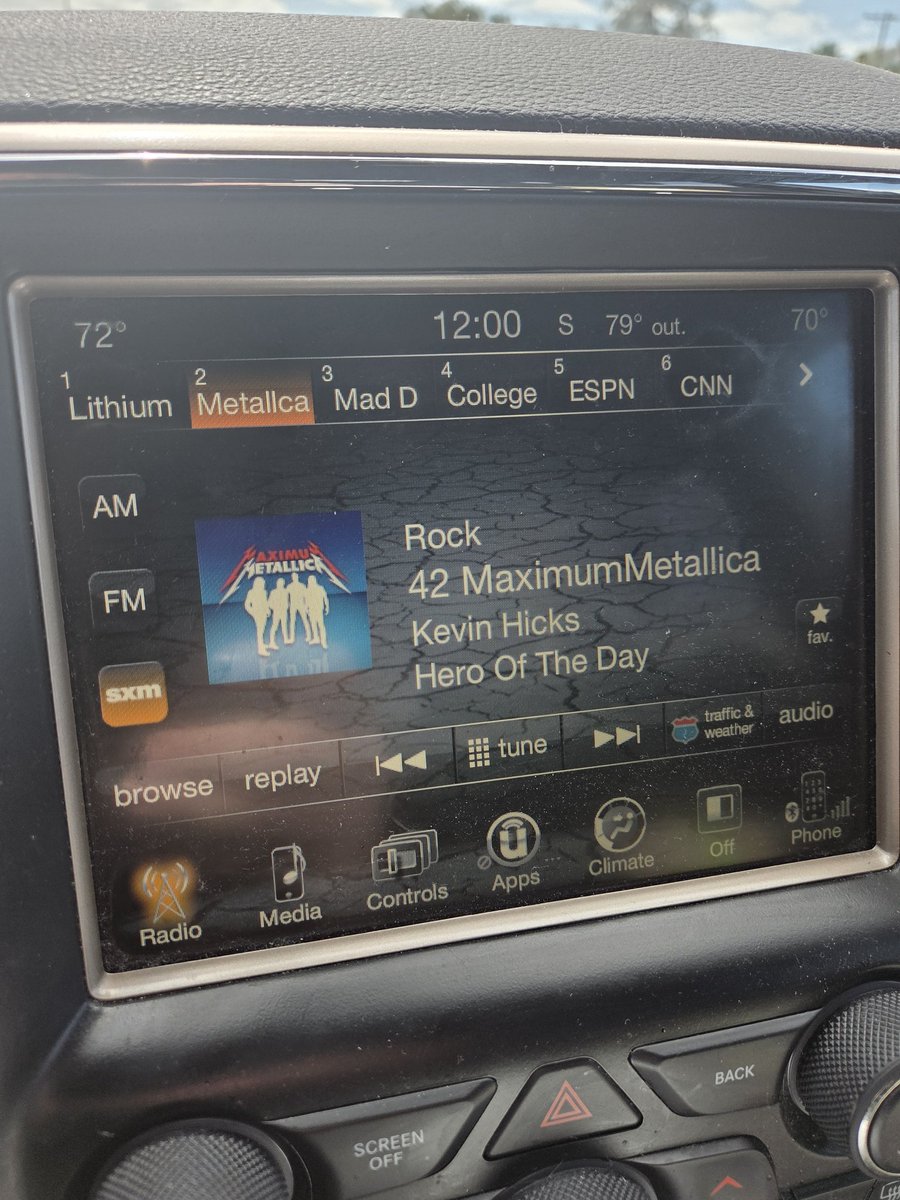 72° 12:00 S 79° out. 70°
1 Lithium 2 Metallca 3 Mad D 4 College 5 ESPN 6 CNN
AM
FM
sxm
MAXIMUM
METALLICA
Rock
42 MaximumMetallica
Kevin Hicks
Hero Of The Day
fav.
browse replay tune traffic & weather audio
Radio Media Controls Apps Climate Off Phone
SCREEN
OFF
BACK